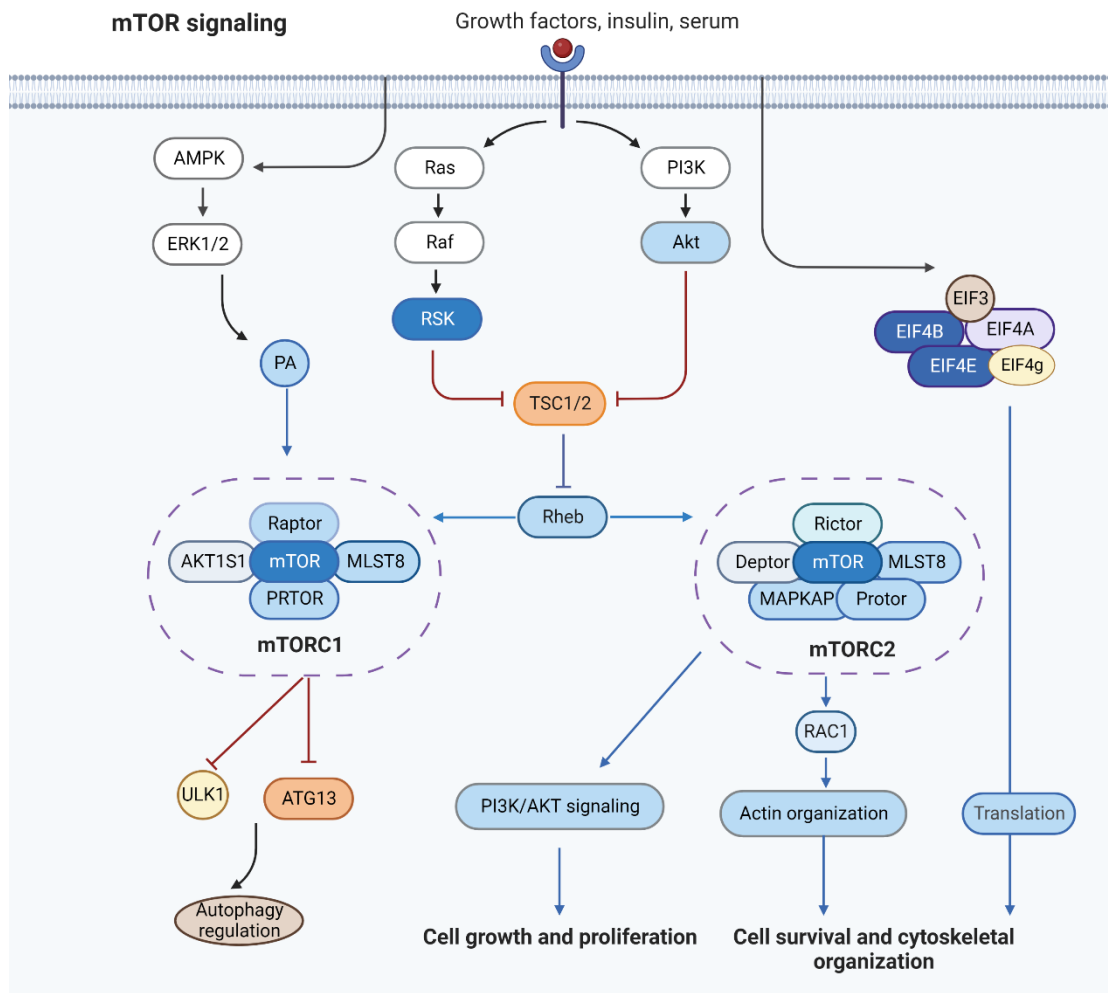 mTOR signaling
Growth factors, insulin, serum
AMPK
Ras
PI3K
ERK1/2
Raf
Akt
EIF3
RSK
EIF4B
EIF4A
PA
EIF4E
EIF4g
TSC1/2
Raptor
Rheb
Rictor
AKT1S1
mTOR
MLST8
Deptor
mTOR
MLST8
PRTOR
MAPKAP
Protor
mTORC1
mTORC2
RAC1
ULK1
ATG13
PI3K/AKT signaling
Actin organization
Translation
Autophagy
regulation
Cell growth and proliferation
Cell survival and cytoskeletal
organization